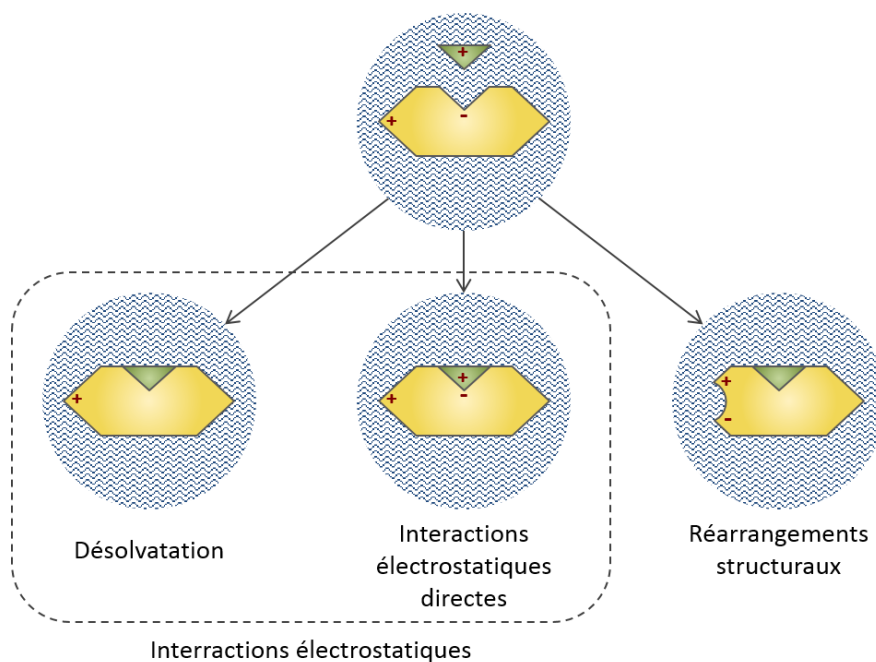 +
+
-
+
+
+
-
+
-
Désolvatation
Interactions
électrostatiques
directes
Réarrangements
structuraux
Interractions électrostatiques